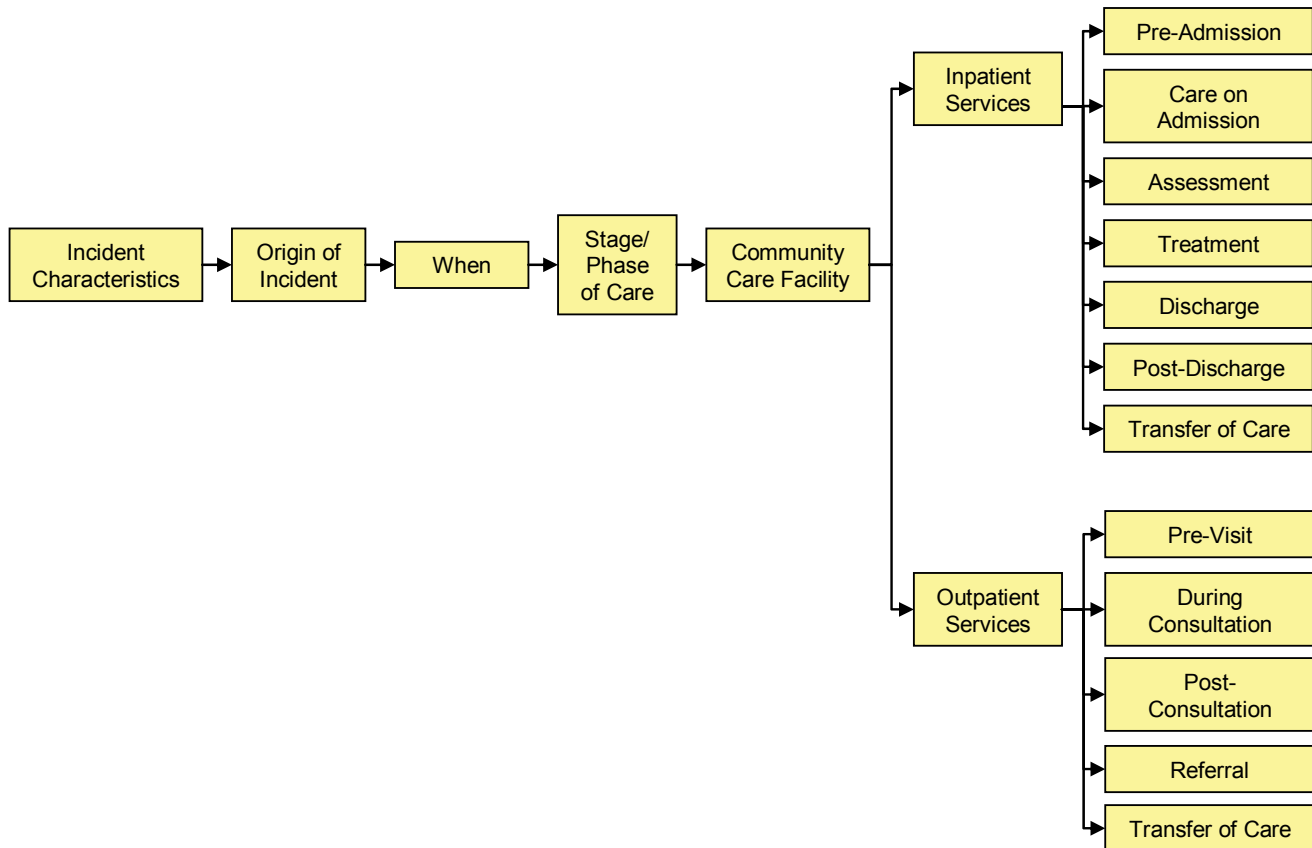 Incident
Characteristics
Origin of
Incident
When
Stage/
Phase
of Care
Community
Care Facility
Inpatient
Services
Pre-Admission
Care on
Admission
Assessment
Treatment
Discharge
Post-Discharge
Transfer of Care
Outpatient
Services
Pre-Visit
During
Consultation
Post-
Consultation
Referral
Transfer of Care